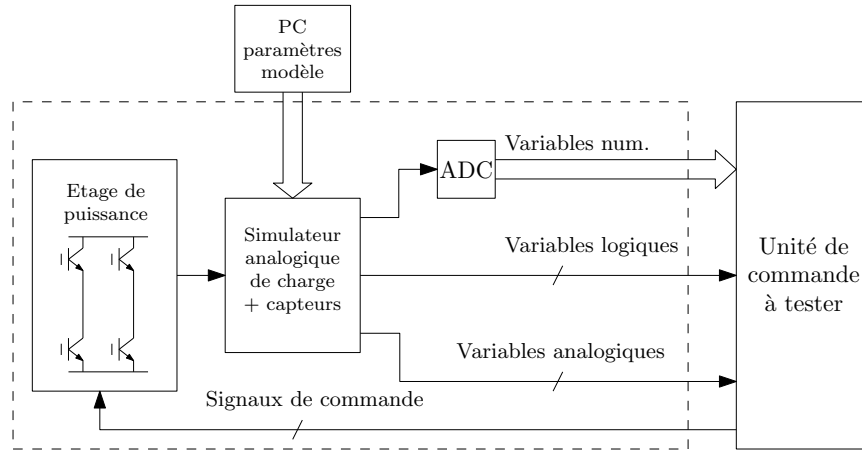 PC
paramètres
modèle
Etage de
puissance
Simulateur
analogique
de charge
+ capteurs
ADC
Variables num.
Variables logiques
Variables analogiques
Signaux de commande
Unité de
commande
à tester